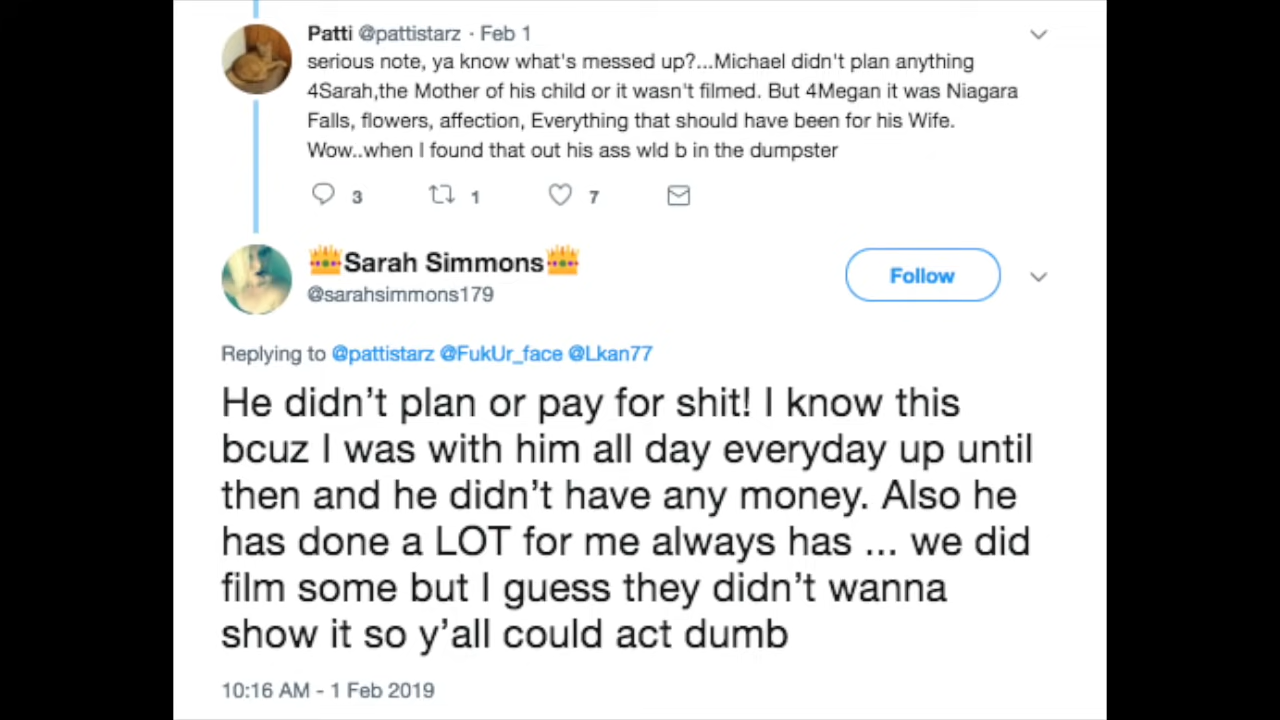 Patti @pattistarz · Feb 1
serious note, ya know what's messed up?...Michael didn't plan anything
4Sarah,the Mother of his child or it wasn't filmed. But 4Megan it was Niagara
Falls, flowers, affection, Everything that should have been for his Wife.
Wow..when I found that out his ass wld b in the dumpster
3 1 7
👑Sarah Simmons👑
Follow
@sarahsimmons179
Replying to @pattistarz @FukUr_face @Lkan77
He didn’t plan or pay for shit! I know this
bcuz I was with him all day everyday up until
then and he didn’t have any money. Also he
has done a LOT for me always has ... we did
film some but I guess they didn’t wanna
show it so y’all could act dumb
10:16 AM - 1 Feb 2019